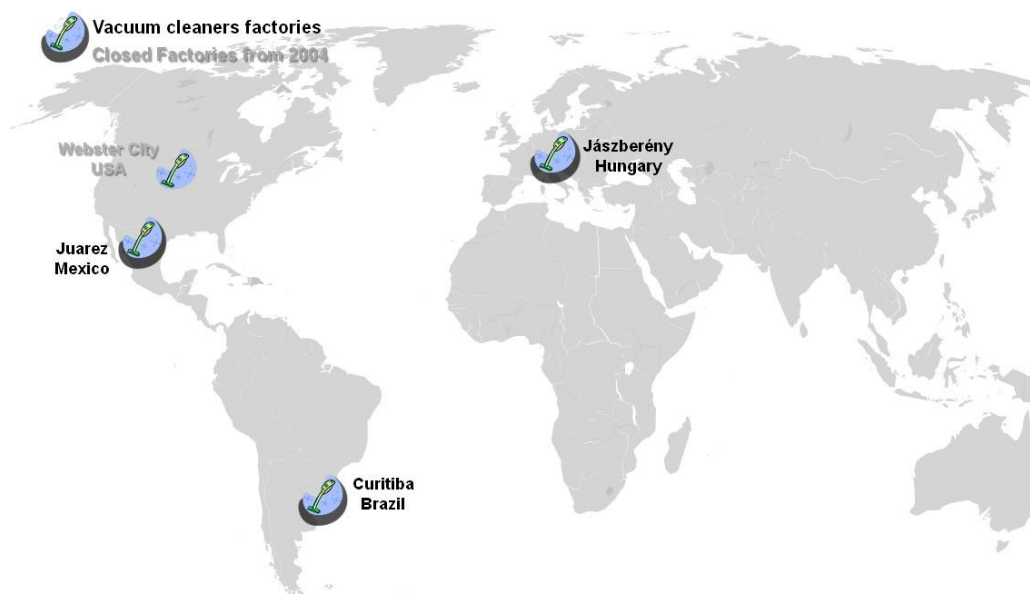 Vacuum cleaners factories
Closed Factories from 2004
Webster City
USA
Jászberény
Hungary
Juarez
Mexico
Curitiba
Brazil